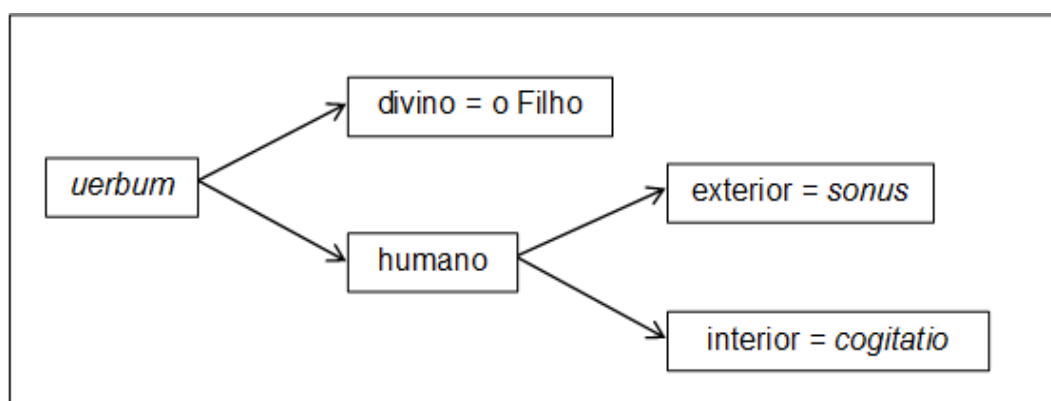 divino = o Filho
uerbum
exterior = sonus
humano
interior = cogitatio